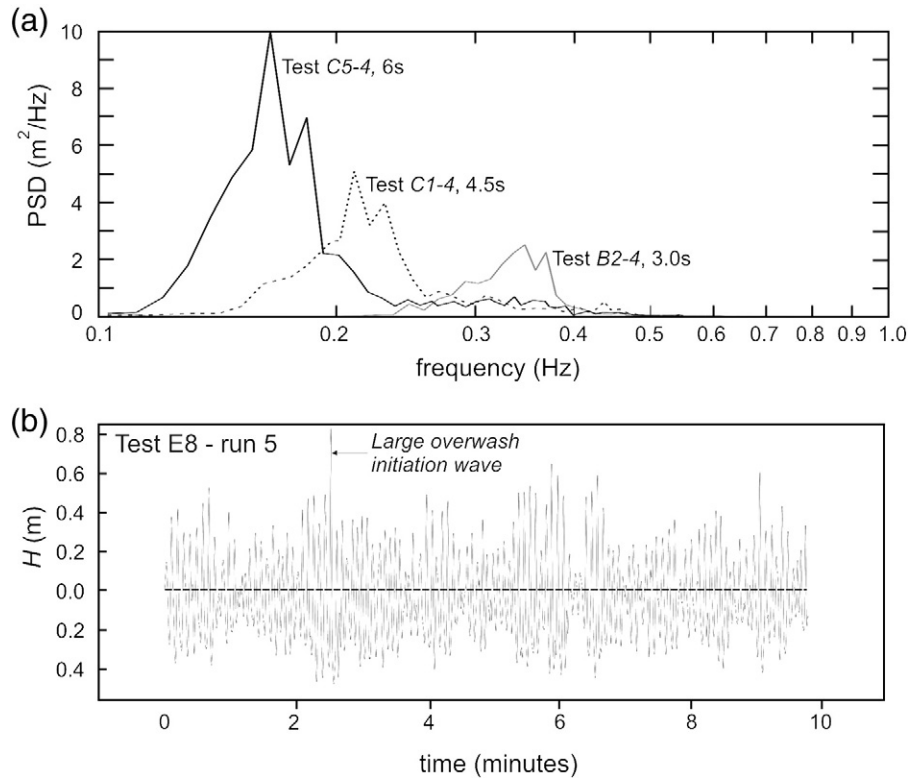 (a)
10
8
6
4
2
0
PSD (m²/Hz)
Test C5-4, 6s
Test C1-4, 4.5s
Test B2-4, 3.0s
0.1 0.2 0.3 0.4 0.5 0.6 0.7 0.8 0.9 1.0
frequency (Hz)
(b)
Test E8 - run 5
Large overwash
initiation wave
0.8
0.6
0.4
0.2
0.0
0.2
0.4
H (m)
0 2 4 6 8 10
time (minutes)